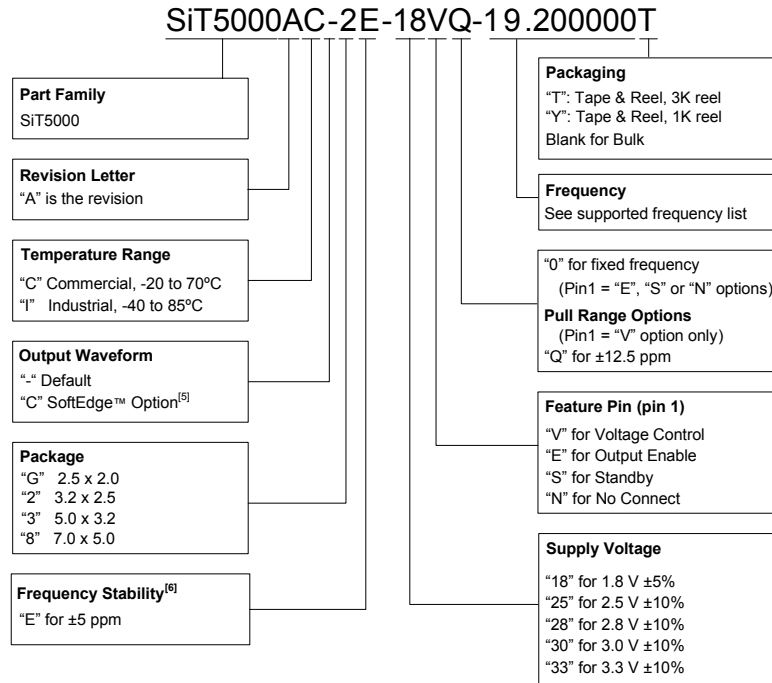 SiT5000AC-2E-18VQ-19.200000T
Part Family
SiT5000
Revision Letter
“A” is the revision
Temperature Range
“C” Commercial, -20 to 70ºC
“I” Industrial, -40 to 85ºC
Output Waveform
“-“ Default
“C” SoftEdge™ Option[5]
Package
“G” 2.5 x 2.0
“2” 3.2 x 2.5
“3” 5.0 x 3.2
“8” 7.0 x 5.0
Frequency Stability[6]
“E” for ±5 ppm
Packaging
“T”: Tape & Reel, 3K reel
“Y”: Tape & Reel, 1K reel
Blank for Bulk
Frequency
See supported frequency list
“0” for fixed frequency
(Pin1 = “E”, “S” or “N” options)
Pull Range Options
(Pin1 = “V” option only)
“Q” for ±12.5 ppm
Feature Pin (pin 1)
“V” for Voltage Control
“E” for Output Enable
“S” for Standby
“N” for No Connect
Supply Voltage
“18” for 1.8 V ±5%
“25” for 2.5 V ±10%
“28” for 2.8 V ±10%
“30” for 3.0 V ±10%
“33” for 3.3 V ±10%